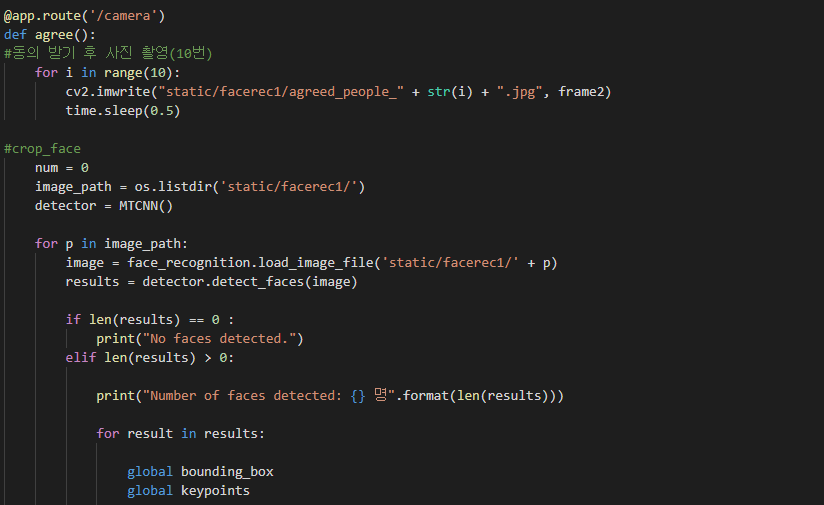 @app.route('/camera')
def agree():
#동의 받기 후 사진 촬영(10번)
    for i in range(10):
        cv2.imwrite("static/facerec1/agreed_people_" + str(i) + ".jpg", frame2)
        time.sleep(0.5)

#crop_face
    num = 0
    image_path = os.listdir('static/facerec1/')
    detector = MTCNN()

    for p in image_path:
        image = face_recognition.load_image_file('static/facerec1/' + p)
        results = detector.detect_faces(image)

        if len(results) == 0 :
            print("No faces detected.")
        elif len(results) > 0:

            print("Number of faces detected: {} 명".format(len(results)))

            for result in results:

                global bounding_box
                global keypoints